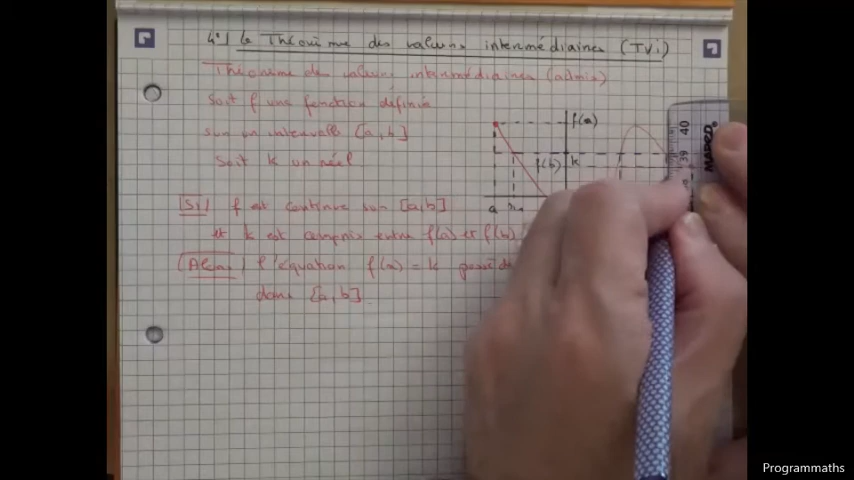 4°) Le Théorème des valeurs intermédiaires (TVi)
Théorème des valeurs intermédiaires (admis)
Soit f une fonction définie
sur un intervalle [a,b]
Soit k un réel
Si f est continue sur [a,b]
et k est compris entre f(a) et f(b)
Alors l'équation f(x) = k possède
dans [a,b]
f(a)
f(b) k
a
40
39
MAPED
Programmaths